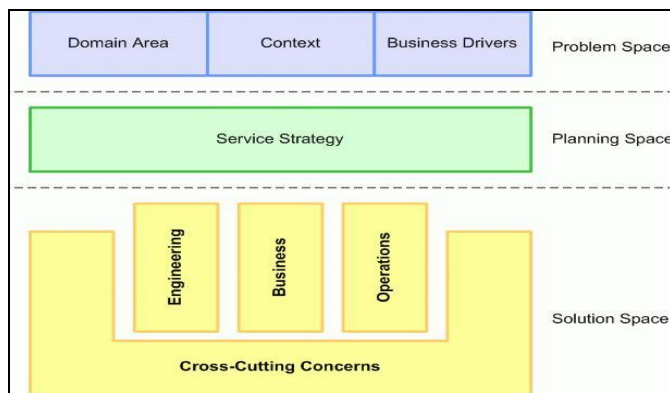 Domain Area
Context
Business Drivers
Problem Space
Service Strategy
Planning Space
Engineering
Business
Operations
Solution Space
Cross-Cutting Concerns